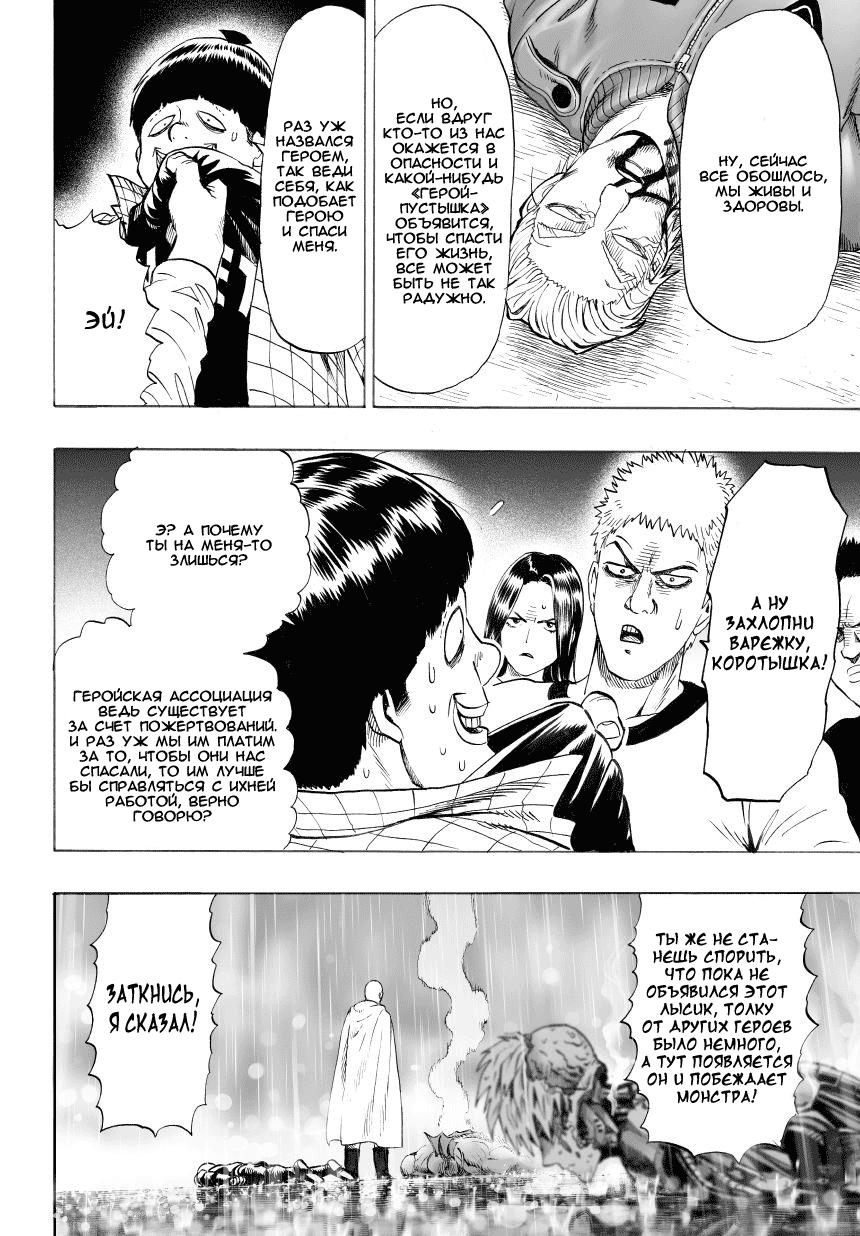 НУ, СЕЙЧАС
ВСЕ ОБОШЛОСЬ,
МЫ ЖИВЫ И
ЗДОРОВЫ.
НО,
ЕСЛИ ВДРУГ
КТО-ТО ИЗ НАС
ОКАЖЕТСЯ В
ОПАСНОСТИ И
КАКОЙ-НИБУДЬ
«ГЕРОЙ-
ПУСТЫШКА»
ОБЪЯВИТСЯ,
ЧТОБЫ СПАСТИ
ЕГО ЖИЗНЬ,
ВСЕ МОЖЕТ
БЫТЬ НЕ ТАК
РАДУЖНО.
РАЗ УЖ
НАЗВАЛСЯ
ГЕРОЕМ,
ТАК ВЕДИ
СЕБЯ, КАК
ПОДОБАЕТ
ГЕРОЮ
И СПАСИ
МЕНЯ.
ЭЙ!
А НУ
ЗАХЛОПНИ
ВАРЕЖКУ,
КОРОТЫШКА!
Э? А ПОЧЕМУ
ТЫ НА МЕНЯ-ТО
ЗЛИШЬСЯ?
ГЕРОЙСКАЯ АССОЦИАЦИЯ
ВЕДЬ СУЩЕСТВУЕТ
ЗА СЧЕТ ПОЖЕРТВОВАНИЙ.
И РАЗ УЖ МЫ ИМ ПЛАТИМ
ЗА ТО, ЧТОБЫ ОНИ НАС
СПАСАЛИ, ТО ИМ ЛУЧШЕ
БЫ СПРАВЛЯТЬСЯ С ИХНЕЙ
РАБОТОЙ, ВЕРНО
ГОВОРЮ?
ТЫ ЖЕ НЕ СТА-
НЕШЬ СПОРИТЬ,
ЧТО ПОКА НЕ
ОБЪЯВИЛСЯ ЭТОТ
ЛЫСИК, ТОЛКУ
ОТ ДРУГИХ ГЕРОЕВ
БЫЛО НЕМНОГО,
А ТУТ ПОЯВЛЯЕТСЯ
ОН И ПОБЕЖДАЕТ
МОНСТРА!
ЗАТКНИСЬ,
Я СКАЗАЛ!